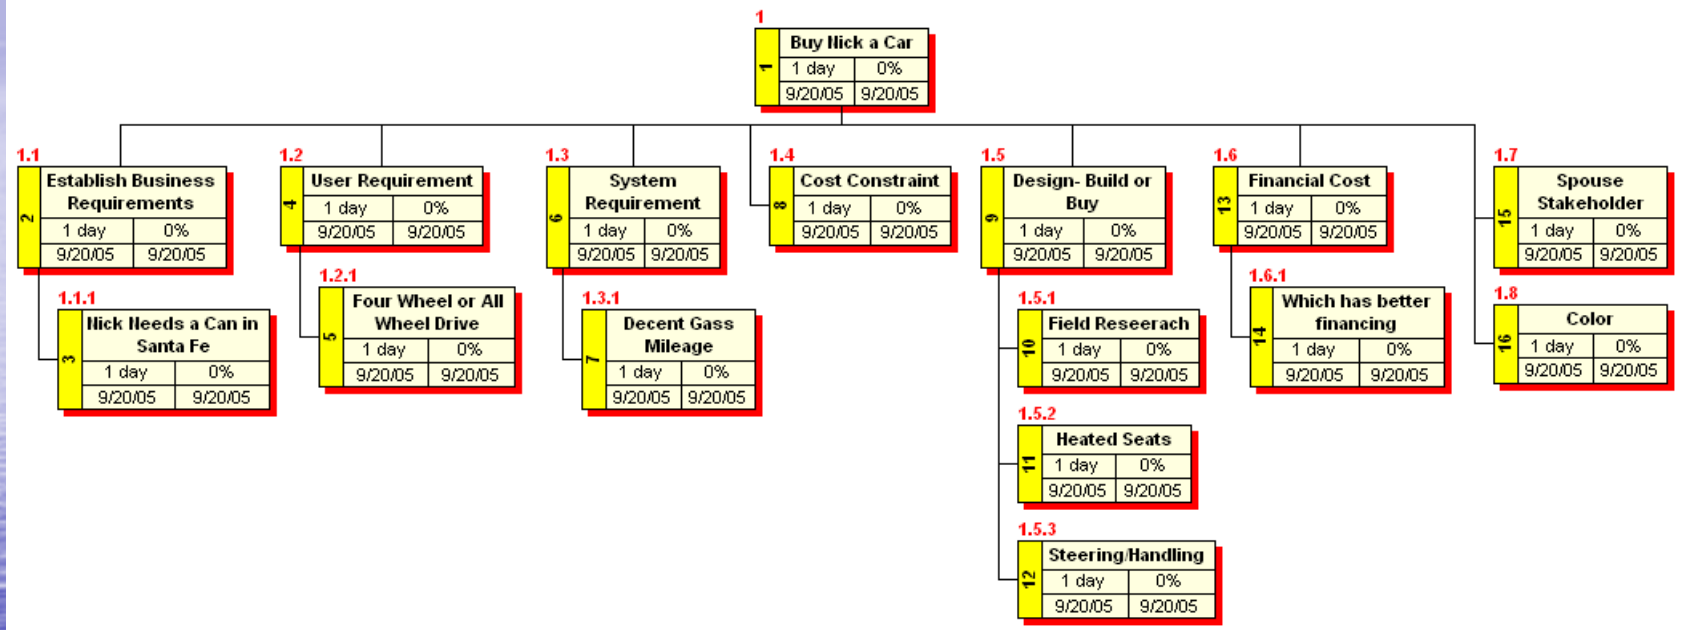 1
Buy Nick a Car
1
1 day 0%
9/20/05 9/20/05
1.1
Establish Business
Requirements
2
1 day 0%
9/20/05 9/20/05
1.1.1
Nick Needs a Can in
Santa Fe
3
1 day 0%
9/20/05 9/20/05
1.2
User Requirement
4
1 day 0%
9/20/05 9/20/05
1.2.1
Four Wheel or All
Wheel Drive
5
1 day 0%
9/20/05 9/20/05
1.3
System
Requirement
6
1 day 0%
9/20/05 9/20/05
1.3.1
Decent Gass
Mileage
7
1 day 0%
9/20/05 9/20/05
1.4
Cost Constraint
8
1 day 0%
9/20/05 9/20/05
1.5
Design- Build or
Buy
9
1 day 0%
9/20/05 9/20/05
1.5.1
Field Reseerach
10
1 day 0%
9/20/05 9/20/05
1.5.2
Heated Seats
11
1 day 0%
9/20/05 9/20/05
1.5.3
Steering/Handling
12
1 day 0%
9/20/05 9/20/05
1.6
Financial Cost
13
1 day 0%
9/20/05 9/20/05
1.6.1
Which has better
financing
14
1 day 0%
9/20/05 9/20/05
1.7
Spouse
Stakeholder
15
1 day 0%
9/20/05 9/20/05
1.8
Color
16
1 day 0%
9/20/05 9/20/05